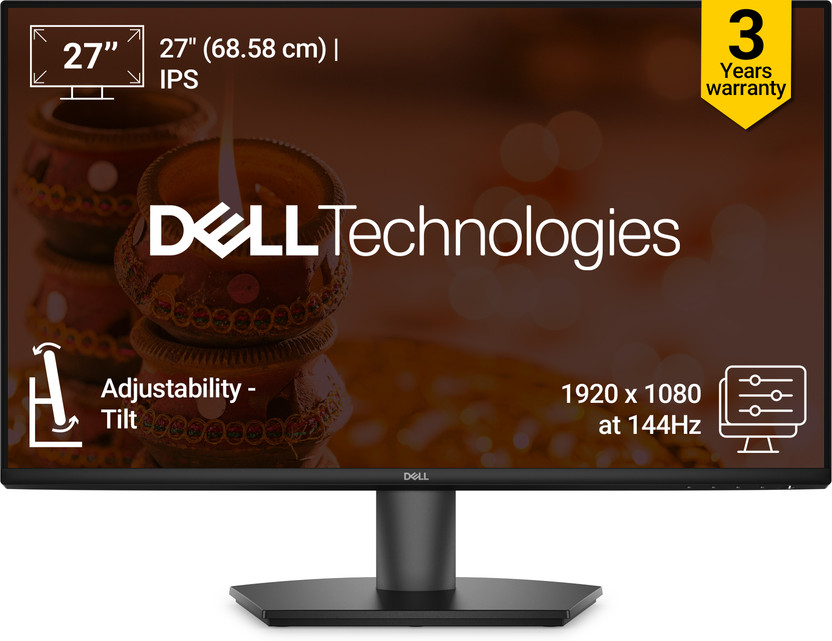 27”
27" (68.58 cm) |
IPS
3
Years
warranty
DELLTechnologies
Adjustability -
Tilt
1920 x 1080
at 144Hz
DELL